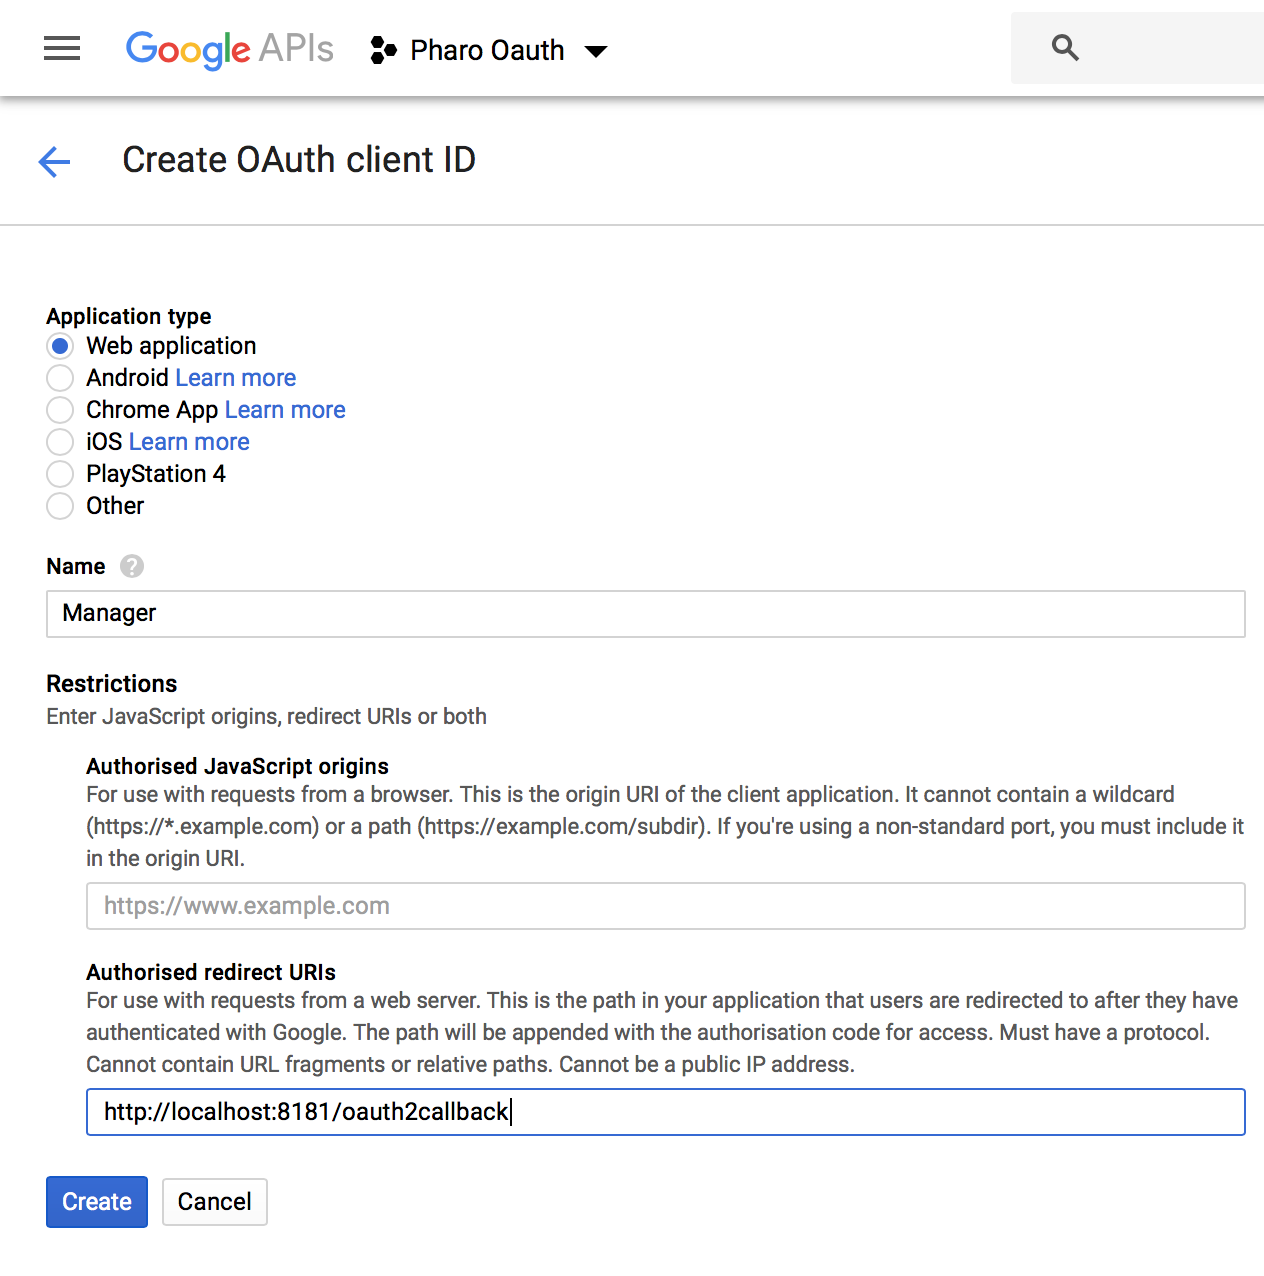 Google APIs Pharo Oauth
Create OAuth client ID
Application type
Web application
Android Learn more
Chrome App Learn more
iOS Learn more
PlayStation 4
Other
Name ?
Manager
Restrictions
Enter JavaScript origins, redirect URIs or both
Authorised JavaScript origins
For use with requests from a browser. This is the origin URI of the client application. It cannot contain a wildcard
(https://*.example.com) or a path (https://example.com/subdir). If you're using a non-standard port, you must include it
in the origin URI.
https://www.example.com
Authorised redirect URIs
For use with requests from a web server. This is the path in your application that users are redirected to after they have
authenticated with Google. The path will be appended with the authorisation code for access. Must have a protocol.
Cannot contain URL fragments or relative paths. Cannot be a public IP address.
http://localhost:8181/oauth2callback
Create Cancel